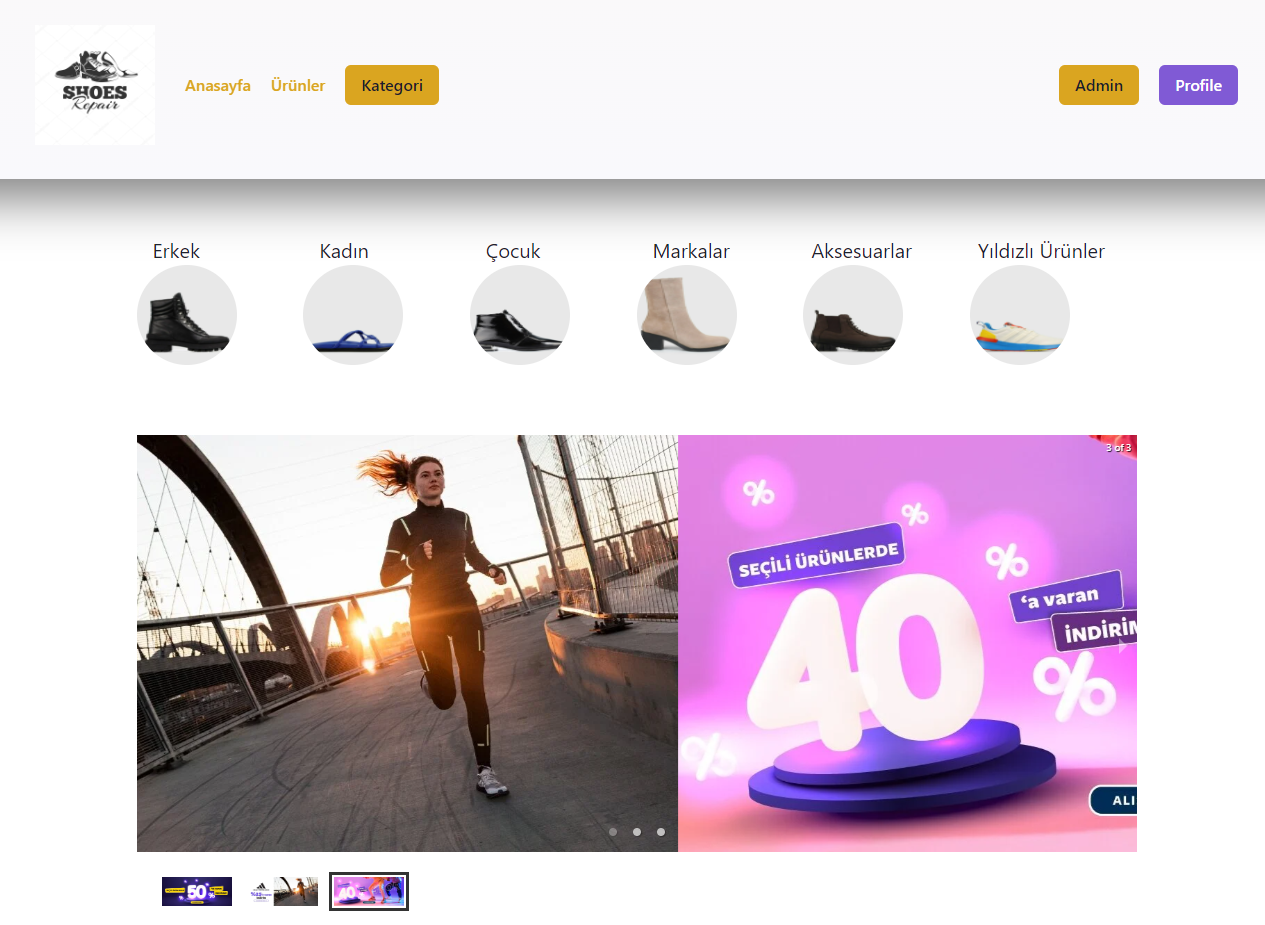 SHOES
Repair
Anasayfa
Ürünler
Kategori
Admin
Profile
Erkek
Kadın
Çocuk
Markalar
Aksesuarlar
Yıldızlı Ürünler
3 of 3
SEÇİLİ ÜRÜNLERDE
%
%
%
40
'a varan
İNDİRİM
%
%
ALI
50
%
40